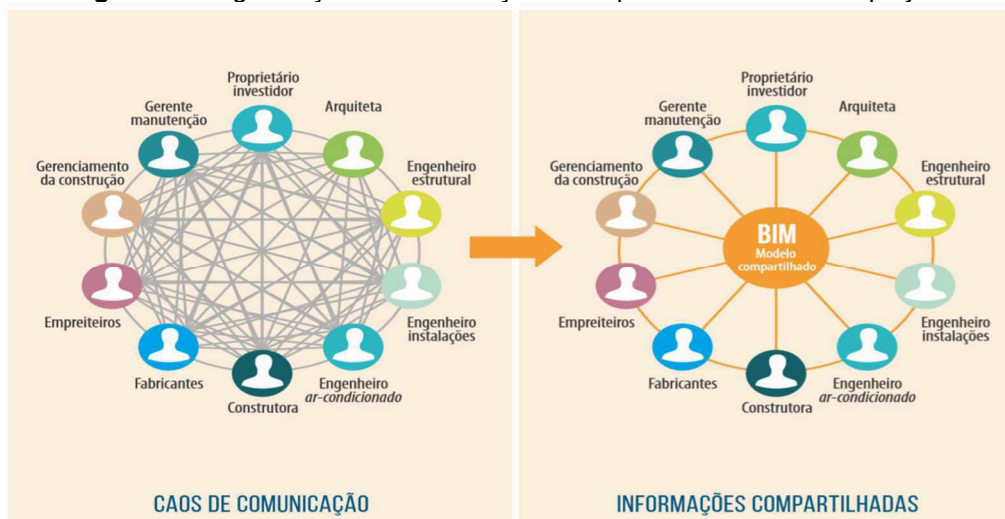 Proprietário
investidor
Gerente
manutenção
Arquiteta
Gerenciamento
da construção
Engenheiro
estrutural
Empreiteiros
Engenheiro
instalações
Fabricantes
Engenheiro
ar-condicionado
Construtora
CAOS DE COMUNICAÇÃO
Proprietário
investidor
Gerente
manutenção
Arquiteta
Gerenciamento
da construção
Engenheiro
estrutural
BIM
Modelo
compartilhado
Empreiteiros
Engenheiro
instalações
Fabricantes
Engenheiro
ar-condicionado
Construtora
INFORMAÇÕES COMPARTILHADAS